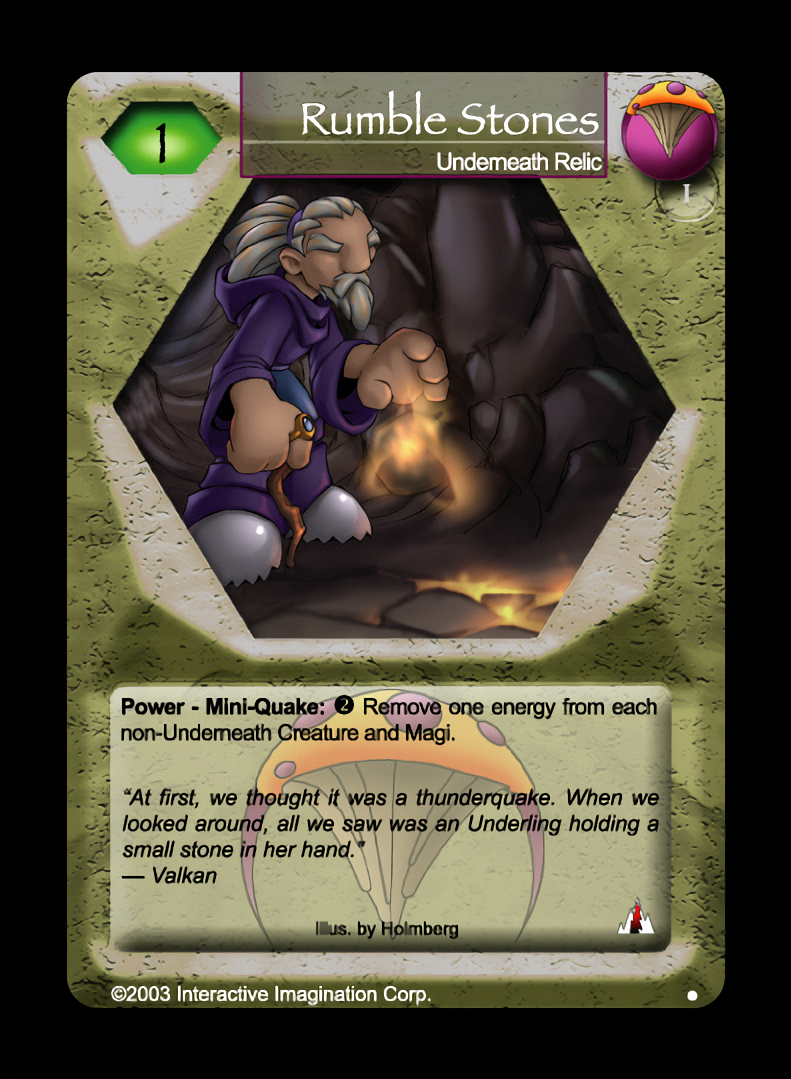 1
Rumble Stones
Underneath Relic
I
Power - Mini-Quake: ❷ Remove one energy from each
non-Underneath Creature and Magi.
“At first, we thought it was a thunderquake. When we
looked around, all we saw was an Underling holding a
small stone in her hand.”
— Valkan
Illus. by Holmberg
©2003 Interactive Imagination Corp.